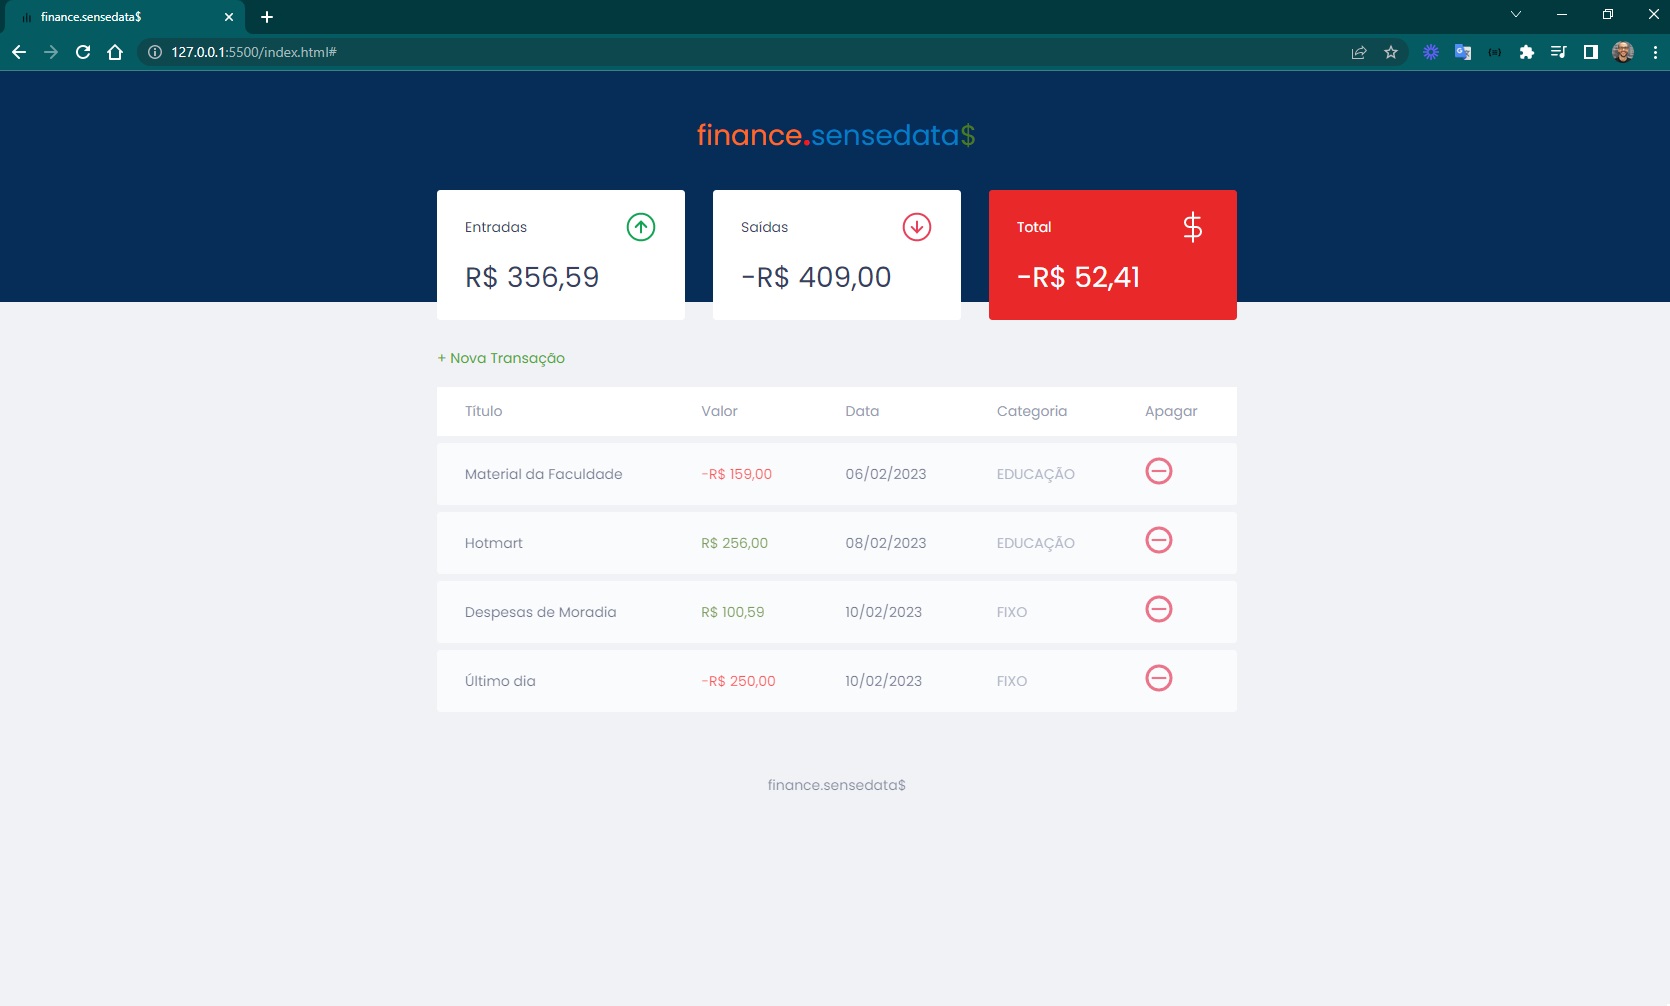 finance.sensedata$
127.0.0.1:5500/index.html#
finance.sensedata$
Entradas
R$ 356,59
Saídas
-R$ 409,00
Total
$
-R$ 52,41
+ Nova Transação
Título Valor Data Categoria Apagar
Material da Faculdade -R$ 159,00 06/02/2023 EDUCAÇÃO
Hotmart R$ 256,00 08/02/2023 EDUCAÇÃO
Despesas de Moradia R$ 100,59 10/02/2023 FIXO
Último dia -R$ 250,00 10/02/2023 FIXO
finance.sensedata$